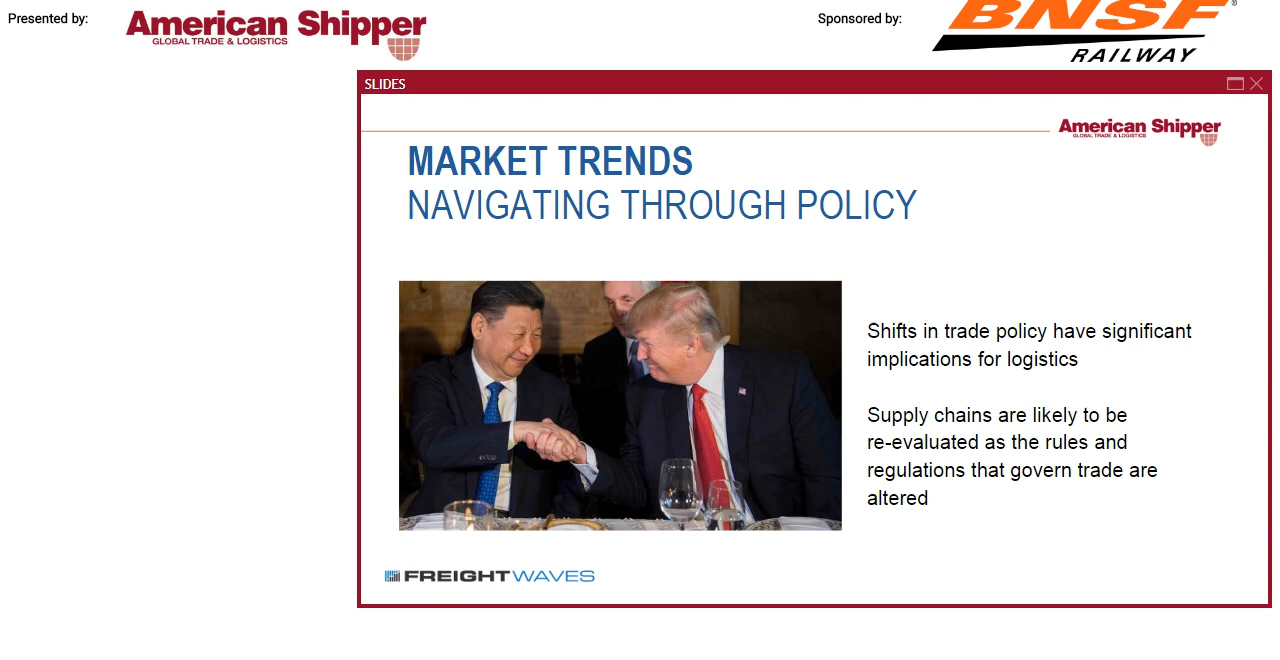 Presented by:
American Shipper
GLOBAL TRADE & LOGISTICS
Sponsored by:
BNSF
®
RAILWAY
SLIDES
American Shipper
GLOBAL TRADE & LOGISTICS
MARKET TRENDS
NAVIGATING THROUGH POLICY
Shifts in trade policy have significant
implications for logistics
Supply chains are likely to be
re-evaluated as the rules and
regulations that govern trade are
altered
FREIGHTWAVES